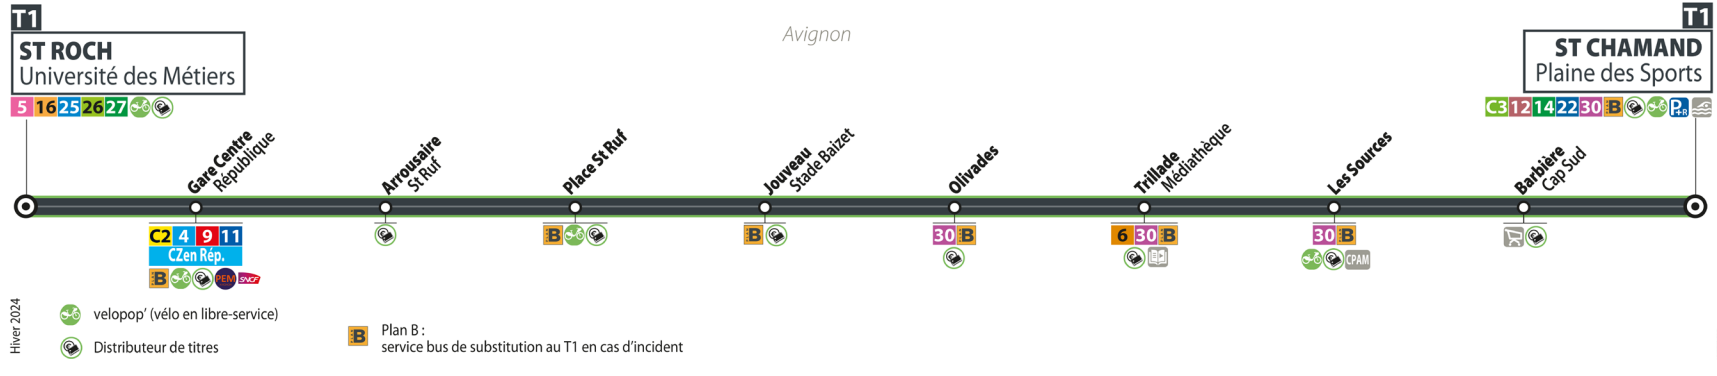 T1
ST ROCH
Université des Métiers
5 16 25 26 27
Avignon
T1
ST CHAMAND
Plaine des Sports
C3 12 14 22 30 B
P+R
Gare Centre
République
C2 4 9 11
CZen Rép.
B PEM SNCF
Arrousaire
St Ruf
Place St Ruf
B
Jouveau
Stade Baizet
B
Olivades
30 B
Trillade
Médiathèque
6 30 B
Les Sources
30 B
CPAM
Barbière
Cap Sud
Hiver 2024
velopop’ (vélo en libre-service)
Distributeur de titres
B
Plan B :
service bus de substitution au T1 en cas d’incident